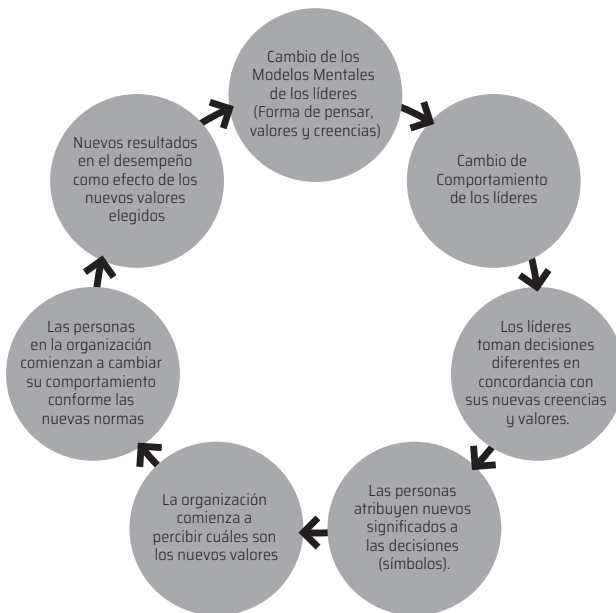 Cambio de los
Modelos Mentales
de los líderes
(Forma de pensar,
valores y creencias)
Cambio de
Comportamiento
de los líderes
Los líderes
toman decisiones
diferentes en
concordancia con
sus nuevas creencias
y valores.
Las personas
atribuyen nuevos
significados a
las decisiones
(símbolos).
La organización
comienza a
percibir cuáles son
los nuevos valores
Las personas
en la organización
comienzan a cambiar
su comportamiento
conforme las
nuevas normas
Nuevos resultados
en el desempeño
como efecto de los
nuevos valores
elegidos